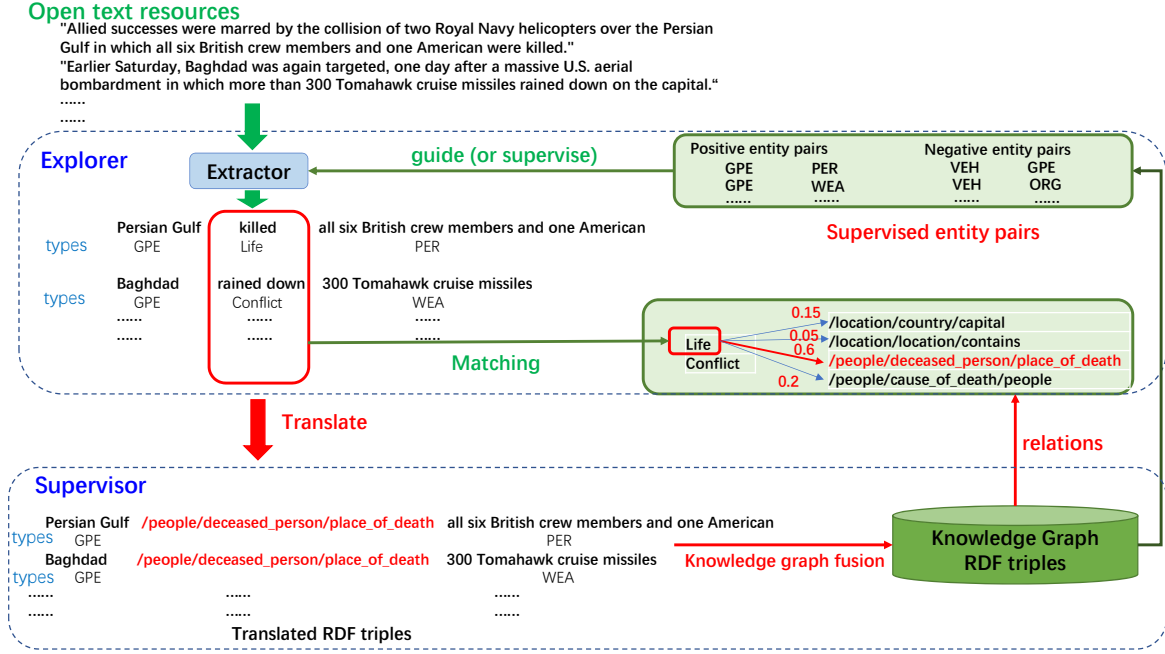 Open text resources
"Allied successes were marred by the collision of two Royal Navy helicopters over the Persian
Gulf in which all six British crew members and one American were killed."
"Earlier Saturday, Baghdad was again targeted, one day after a massive U.S. aerial
bombardment in which more than 300 Tomahawk cruise missiles rained down on the capital.“
......
......
Explorer
Extractor
guide (or supervise)
Positive entity pairs
Negative entity pairs
GPE PER VEH GPE
GPE WEA VEH ORG
...... ...... ...... ......
Supervised entity pairs
Persian Gulf killed all six British crew members and one American
types GPE Life PER
Baghdad rained down 300 Tomahawk cruise missiles
types GPE Conflict WEA
...... ...... ......
...... ...... ......
Matching
Life
Conflict
0.15
0.05
0.6
0.2
/location/country/capital
/location/location/contains
/people/deceased_person/place_of_death
/people/cause_of_death/people
Translate
relations
Supervisor
Persian Gulf /people/deceased_person/place_of_death all six British crew members and one American
types GPE PER
Baghdad /people/deceased_person/place_of_death 300 Tomahawk cruise missiles
types GPE WEA
...... ...... ......
...... ...... ......
Translated RDF triples
Knowledge graph fusion
Knowledge Graph
RDF triples